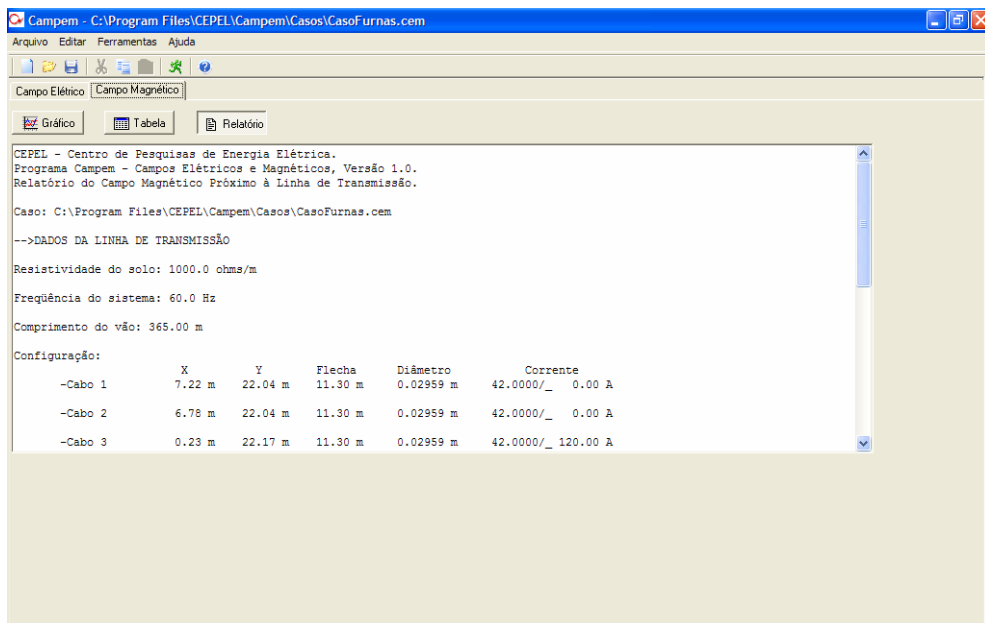 Campem - C:\Program Files\CEPEL\Campem\Casos\CasoFurnas.cem
Arquivo Editar Ferramentas Ajuda
Campo Elétrico Campo Magnético
Gráfico Tabela Relatório
CEPEL - Centro de Pesquisas de Energia Elétrica.
Programa Campem - Campos Elétricos e Magnéticos, Versão 1.0.
Relatório do Campo Magnético Próximo à Linha de Transmissão.
Caso: C:\Program Files\CEPEL\Campem\Casos\CasoFurnas.cem
-->DADOS DA LINHA DE TRANSMISSÃO
Resistividade do solo: 1000.0 ohms/m
Freqüência do sistema: 60.0 Hz
Comprimento do vão: 365.00 m
Configuração:
X Y Flecha Diâmetro Corrente
-Cabo 1 7.22 m 22.04 m 11.30 m 0.02959 m 42.0000/_ 0.00 A
-Cabo 2 6.78 m 22.04 m 11.30 m 0.02959 m 42.0000/_ 0.00 A
-Cabo 3 0.23 m 22.17 m 11.30 m 0.02959 m 42.0000/_ 120.00 A